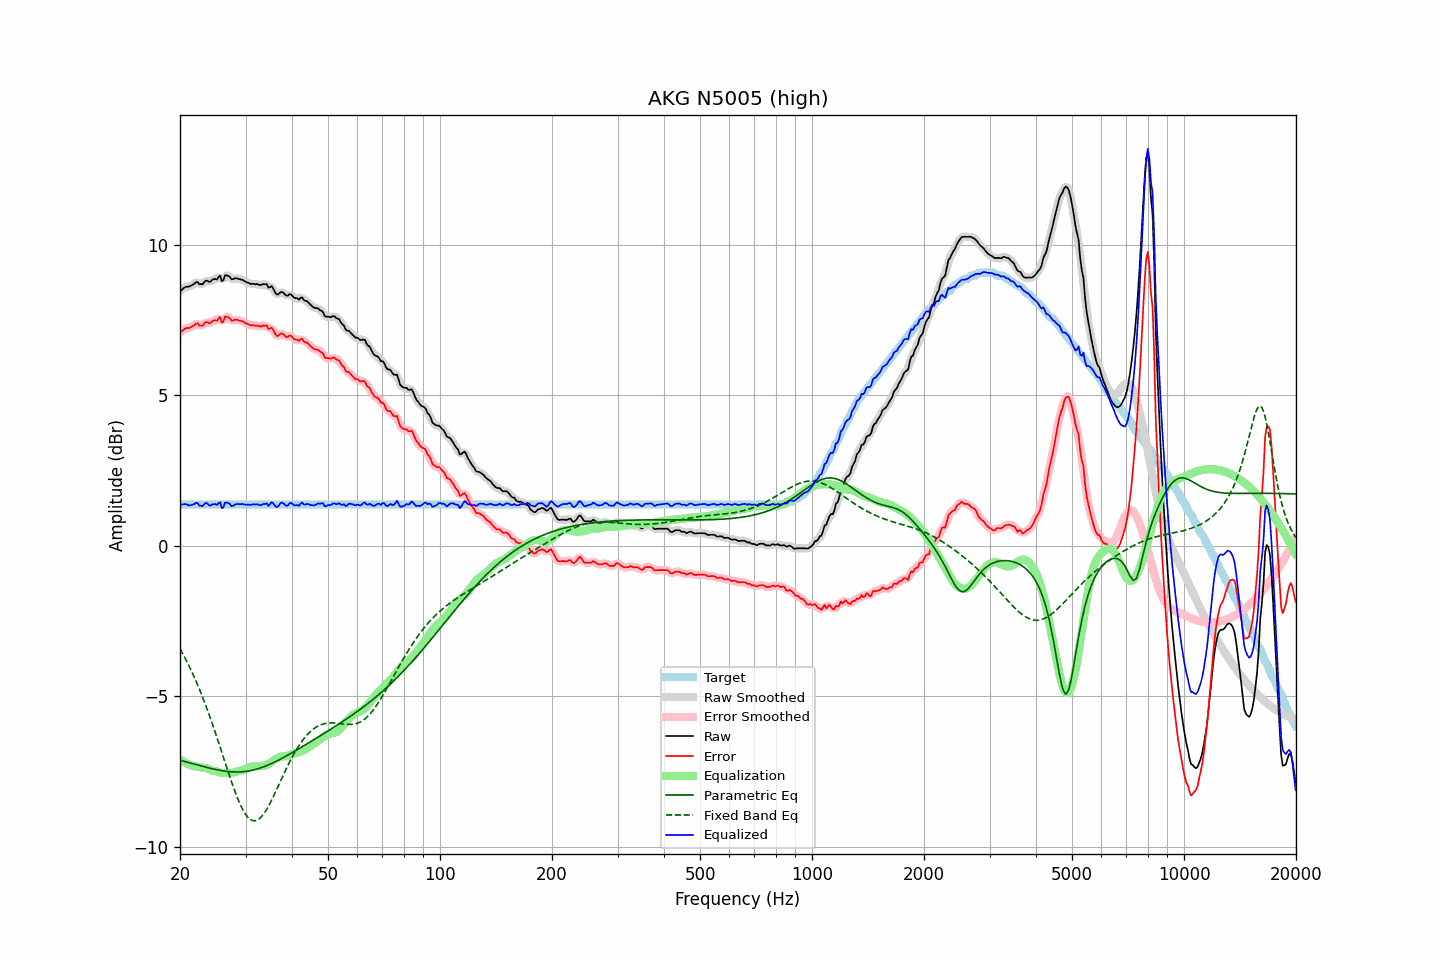 AKG N5005 (high)
Amplitude (dBr)
10
5
0
−5
−10
Target
Raw Smoothed
Error Smoothed
Raw
Error
Equalization
Parametric Eq
Fixed Band Eq
Equalized
20 50 100 200 500 1000 2000 5000 10000 20000
Frequency (Hz)